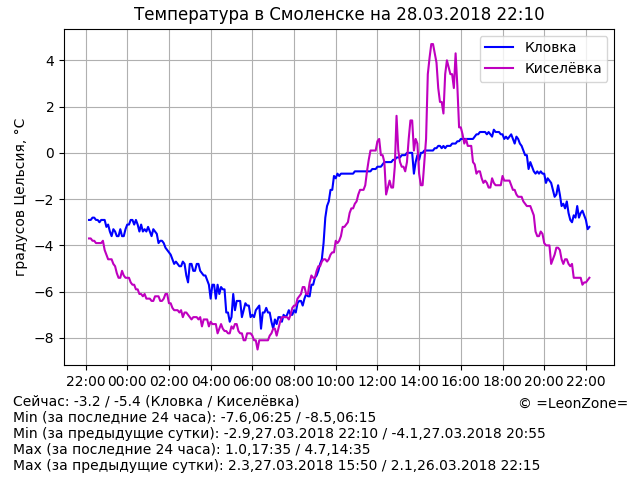 Температура в Смоленске на 28.03.2018 22:10
Кловка
Киселёвка
градусов Цельсия, °C
4
2
0
−2
−4
−6
−8
22:00 00:00 02:00 04:00 06:00 08:00 10:00 12:00 14:00 16:00 18:00 20:00 22:00
Сейчас: -3.2 / -5.4 (Кловка / Киселёвка)
© =LeonZone=
Min (за последние 24 часа): -7.6,06:25 / -8.5,06:15
Min (за предыдущие сутки): -2.9,27.03.2018 22:10 / -4.1,27.03.2018 20:55
Max (за последние 24 часа): 1.0,17:35 / 4.7,14:35
Max (за предыдущие сутки): 2.3,27.03.2018 15:50 / 2.1,26.03.2018 22:15